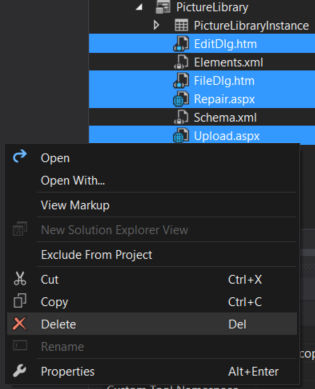 PictureLibrary
PictureLibraryInstance
EditDlg.htm
Elements.xml
FileDlg.htm
Repair.aspx
Schema.xml
Upload.aspx
Open
Open With...
View Markup
New Solution Explorer View
Exclude From Project
Cut Ctrl+X
Copy Ctrl+C
Delete Del
Rename
Properties Alt+Enter